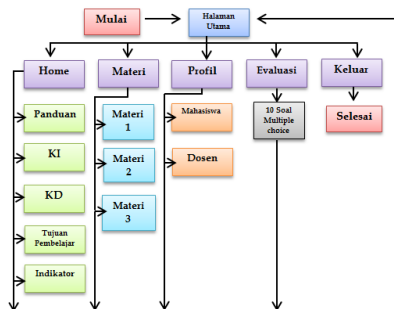 Mulai
Halaman
Utama
Home
Materi
Profil
Evaluasi
Keluar
Panduan
KI
KD
Tujuan
Pembelajar
Indikator
Materi
1
Materi
2
Materi
3
Mahasiswa
Dosen
10 Soal
Multiple
choice
Selesai